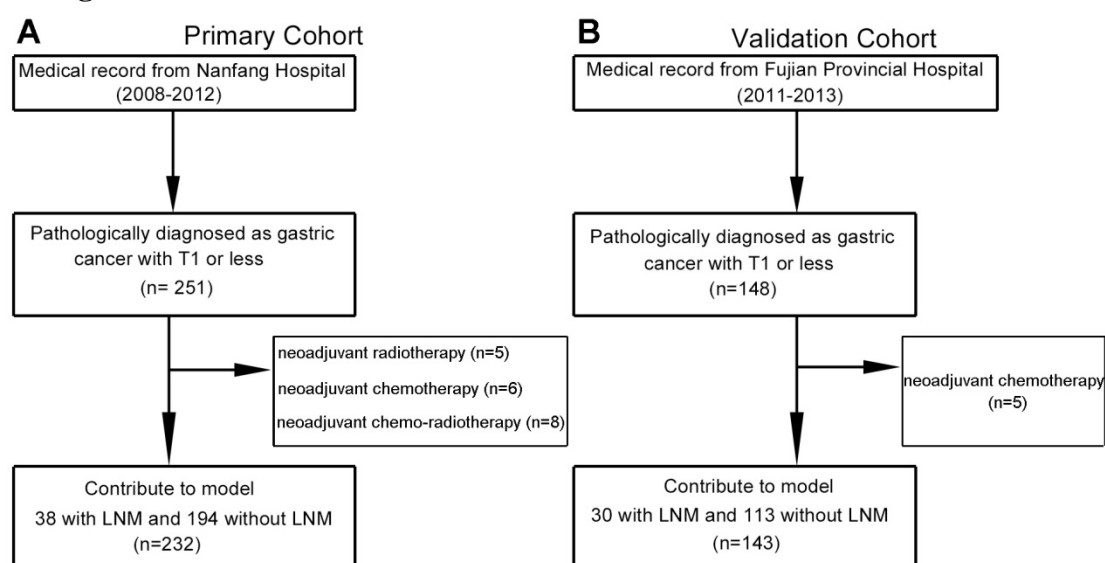 A
Primary Cohort
Medical record from Nanfang Hospital
(2008-2012)
Pathologically diagnosed as gastric
cancer with T1 or less
(n= 251)
neoadjuvant radiotherapy (n=5)
neoadjuvant chemotherapy (n=6)
neoadjuvant chemo-radiotherapy (n=8)
Contribute to model
38 with LNM and 194 without LNM
(n=232)
B
Validation Cohort
Medical record from Fujian Provincial Hospital
(2011-2013)
Pathologically diagnosed as gastric
cancer with T1 or less
(n=148)
neoadjuvant chemotherapy
(n=5)
Contribute to model
30 with LNM and 113 without LNM
(n=143)